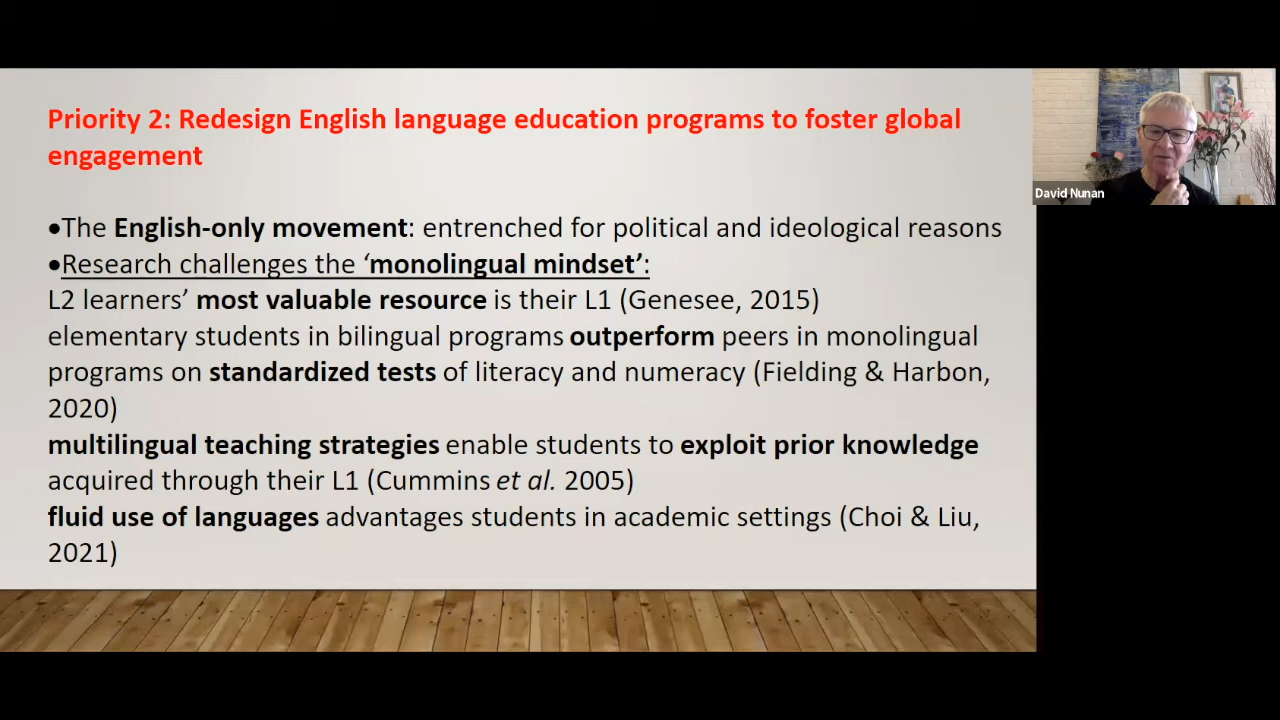 Priority 2: Redesign English language education programs to foster global
engagement
•The English-only movement: entrenched for political and ideological reasons
•Research challenges the ‘monolingual mindset’:
L2 learners’ most valuable resource is their L1 (Genesee, 2015)
elementary students in bilingual programs outperform peers in monolingual
programs on standardized tests of literacy and numeracy (Fielding & Harbon,
2020)
multilingual teaching strategies enable students to exploit prior knowledge
acquired through their L1 (Cummins et al. 2005)
fluid use of languages advantages students in academic settings (Choi & Liu,
2021)
David Nunan